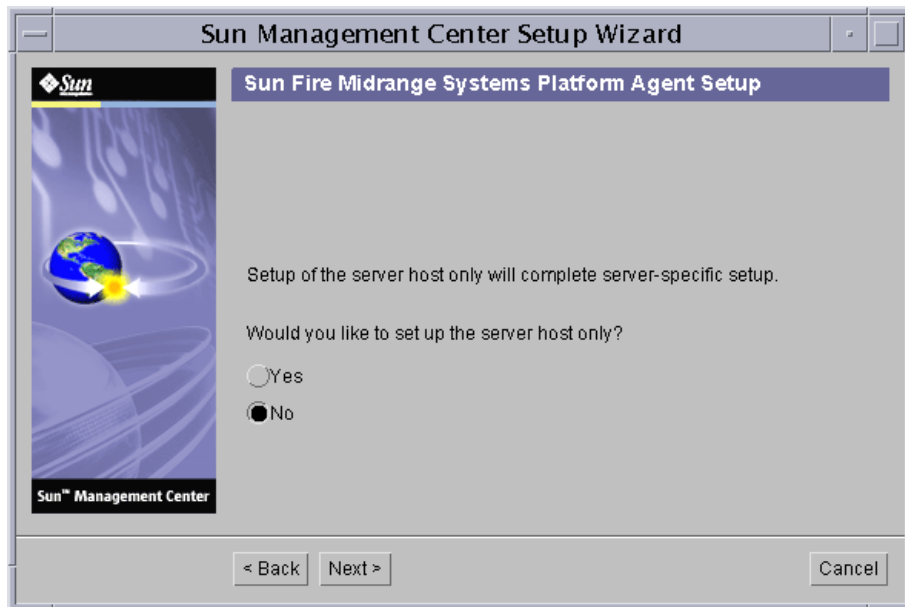 Sun Management Center Setup Wizard
Sun
Sun Fire Midrange Systems Platform Agent Setup
Setup of the server host only will complete server-specific setup.
Would you like to set up the server host only?
Yes
No
Sun™ Management Center
< Back
Next >
Cancel